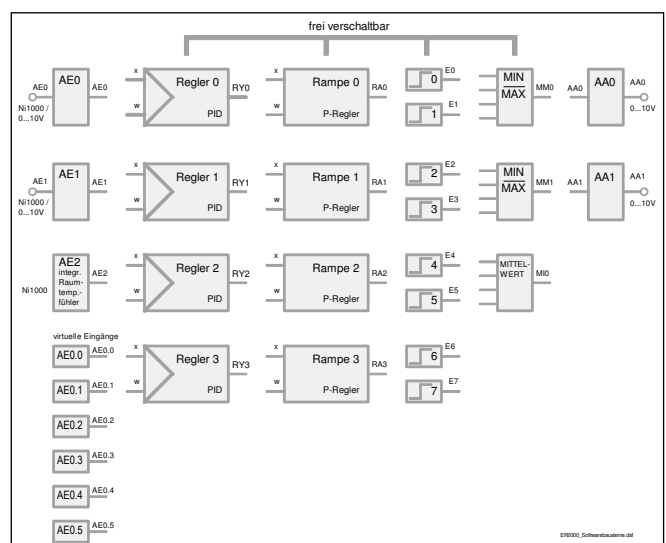 frei verschaltbar
AE0
Ni1000 /
0...10V
AE0
AE0
x
w
Regler 0
PID
RY0
x
w
Rampe 0
P-Regler
RA0
0
E0
1
E1
MIN
MAX
MM0
AA0
AA0
AA0
0...10V
AE1
Ni1000 /
0...10V
AE1
AE1
x
w
Regler 1
PID
RY1
x
w
Rampe 1
P-Regler
RA1
2
E2
3
E3
MIN
MAX
MM1
AA1
AA1
AA1
0...10V
Ni1000
AE2
integr.
Raum-
temp.-
fühler
AE2
x
w
Regler 2
PID
RY2
x
w
Rampe 2
P-Regler
RA2
4
E4
5
E5
MITTEL-
WERT
MI0
virtuelle Eingänge
AE0.0
AE0.0
x
w
Regler 3
PID
RY3
x
w
Rampe 3
P-Regler
RA3
6
E6
7
E7
AE0.1
AE0.1
AE0.2
AE0.2
AE0.3
AE0.3
AE0.4
AE0.4
AE0.5
AE0.5
ER2000_Softwarebausteine.dsf